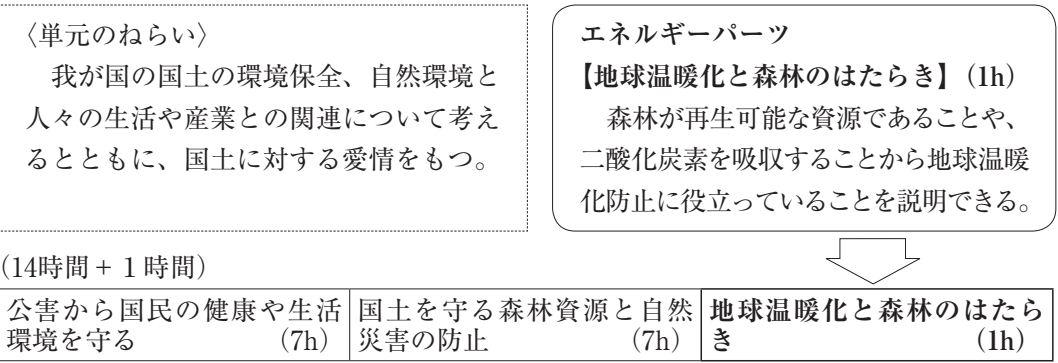 〈単元のねらい〉
我が国の国土の環境保全、自然環境と
人々の生活や産業との関連について考え
るとともに、国土に対する愛情をもつ。
エネルギーパーツ
【地球温暖化と森林のはたらき】(1h)
森林が再生可能な資源であることや、
二酸化炭素を吸収することから地球温暖
化防止に役立っていることを説明できる。
(14時間+1時間)
公害から国民の健康や生活
環境を守る (7h)
国土を守る森林資源と自然
災害の防止 (7h)
地球温暖化と森林のはたら
き (1h)